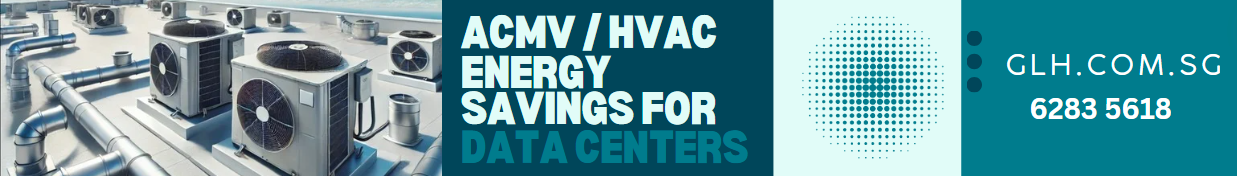 ACMV / HVAC
ENERGY
SAVINGS FOR
DATA CENTERS
GLH.COM.SG
6283 5618